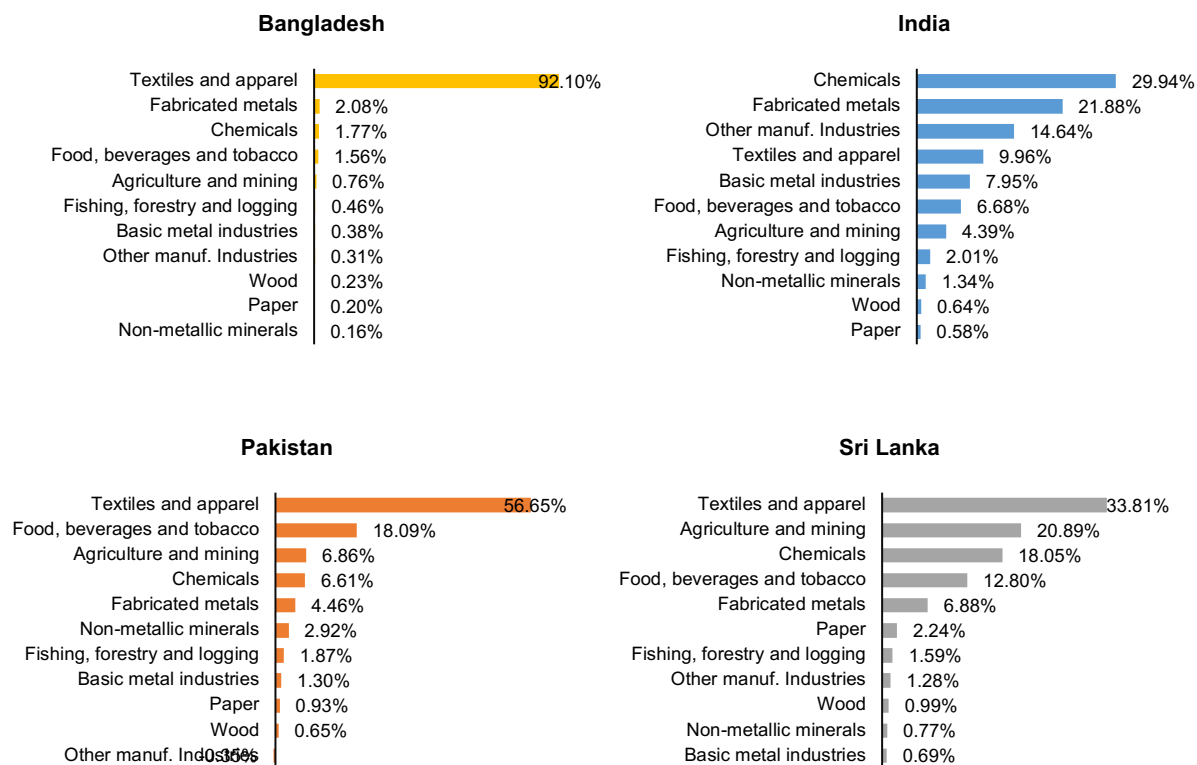 Bangladesh
Textiles and apparel 92.10%
Fabricated metals 2.08%
Chemicals 1.77%
Food, beverages and tobacco 1.56%
Agriculture and mining 0.76%
Fishing, forestry and logging 0.46%
Basic metal industries 0.38%
Other manuf. Industries 0.31%
Wood 0.23%
Paper 0.20%
Non-metallic minerals 0.16%
India
Chemicals 29.94%
Fabricated metals 21.88%
Other manuf. Industries 14.64%
Textiles and apparel 9.96%
Basic metal industries 7.95%
Food, beverages and tobacco 6.68%
Agriculture and mining 4.39%
Fishing, forestry and logging 2.01%
Non-metallic minerals 1.34%
Wood 0.64%
Paper 0.58%
Pakistan
Textiles and apparel 56.65%
Food, beverages and tobacco 18.09%
Agriculture and mining 6.86%
Chemicals 6.61%
Fabricated metals 4.46%
Non-metallic minerals 2.92%
Fishing, forestry and logging 1.87%
Basic metal industries 1.30%
Paper 0.93%
Wood 0.65%
Other manuf. Industries -0.35%
Sri Lanka
Textiles and apparel 33.81%
Agriculture and mining 20.89%
Chemicals 18.05%
Food, beverages and tobacco 12.80%
Fabricated metals 6.88%
Paper 2.24%
Fishing, forestry and logging 1.59%
Other manuf. Industries 1.28%
Wood 0.99%
Non-metallic minerals 0.77%
Basic metal industries 0.69%